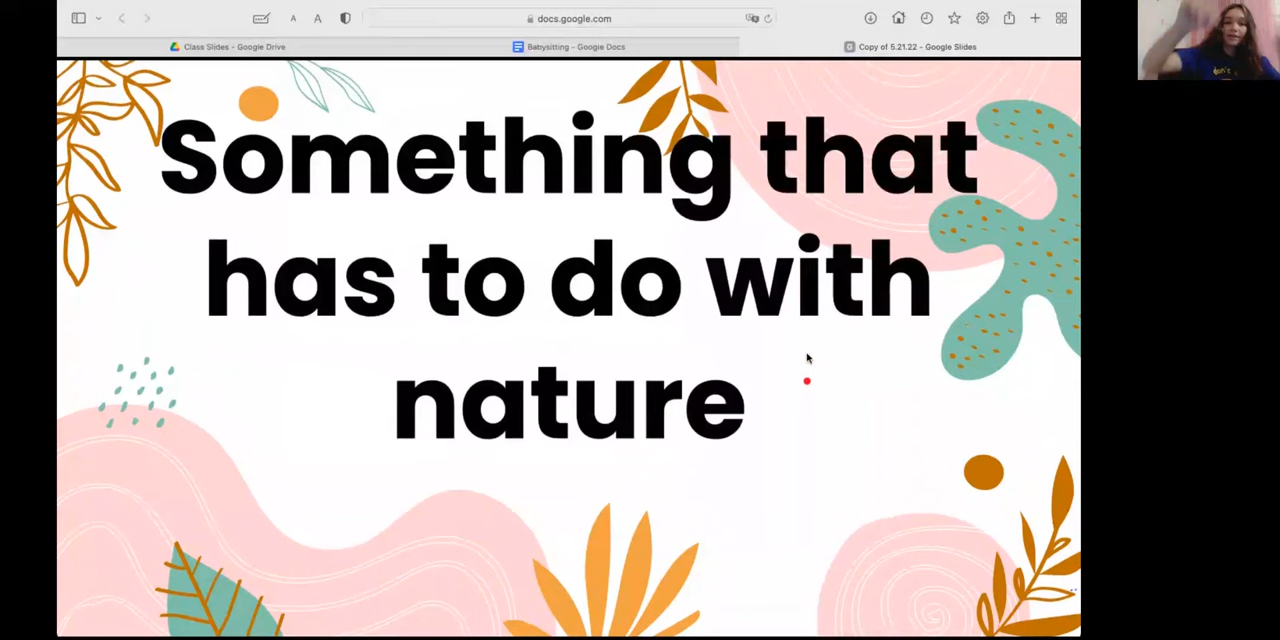 A A docs.google.com
Class Slides - Google Drive Babysitting - Google Docs Copy of 5.21.22 - Google Slides
don't
Something that
has to do with
nature